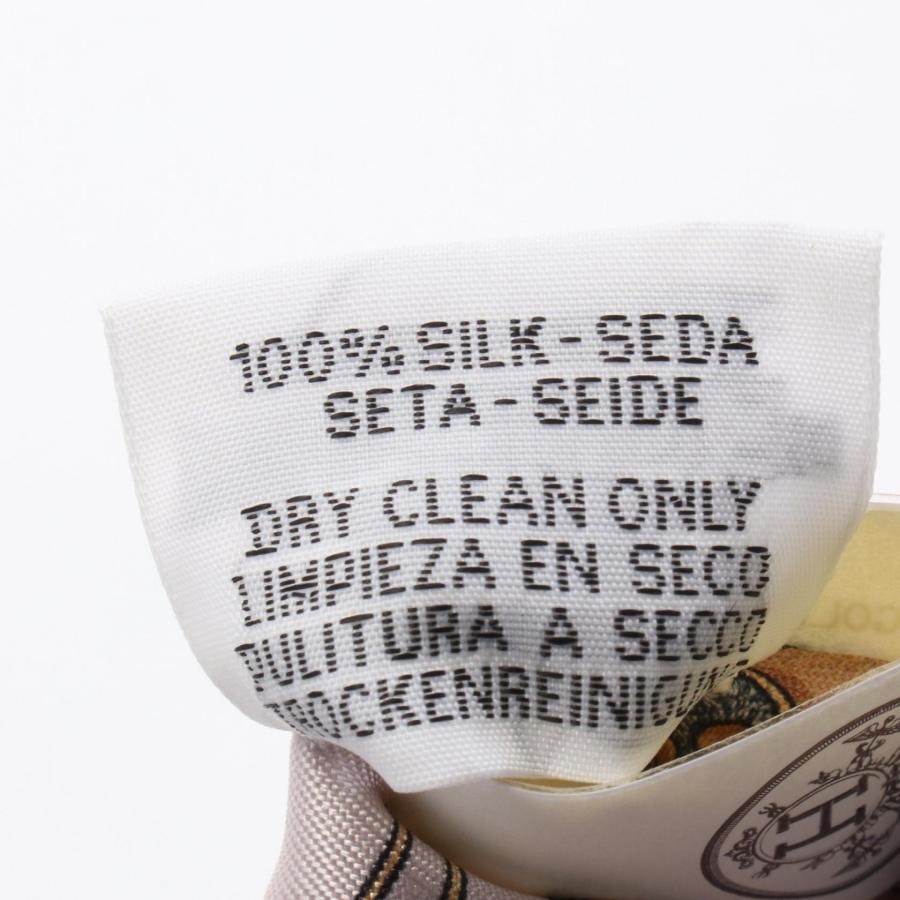 100% SILK-SEDA
SETA-SEIDE
DRY CLEAN ONLY
LIMPIEZA EN SECO
PULITURA A SECCO
TROCKENREINIGUNG
H